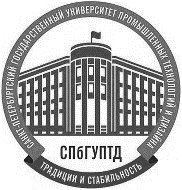 САНКТ-ПЕТЕРБУРГСКИЙ ГОСУДАРСТВЕННЫЙ УНИВЕРСИТЕТ ПРОМЫШЛЕННЫХ ТЕХНОЛОГИЙ И ДИЗАЙНА
СПбГУПТД
ТРАДИЦИИ И СТАБИЛЬНОСТЬ